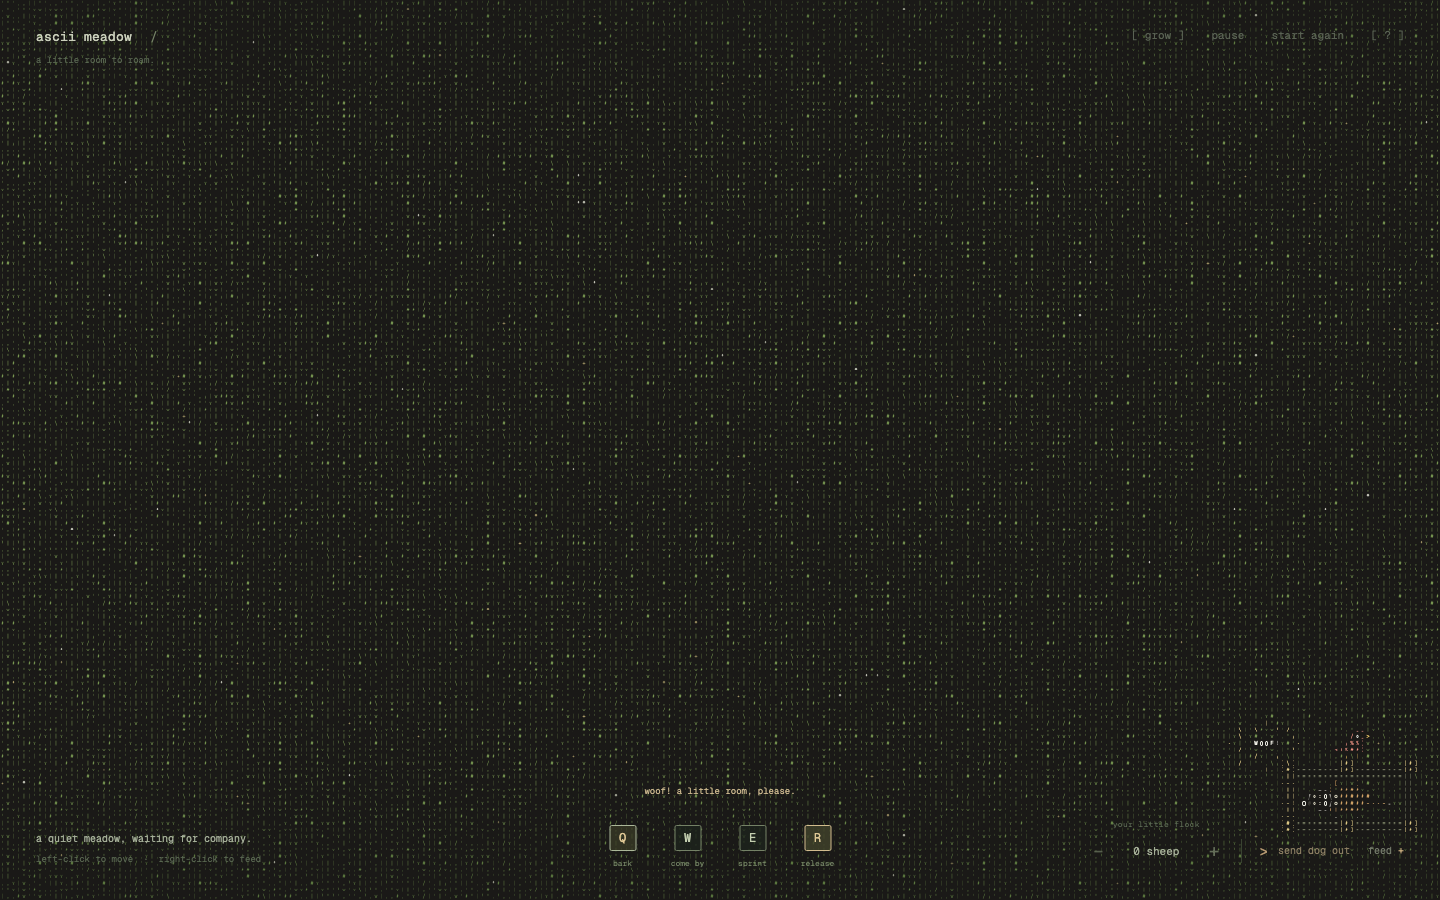 ascii meadow /
[ grow ] pause start again [ ? ]
a little room to roam
WOOF
woof! a little room, please.
your little flock
Q W E R
a quiet meadow, waiting for company.
− 0 sheep + > send dog out feed +
left-click to move · right-click to feed
bark come by sprint release